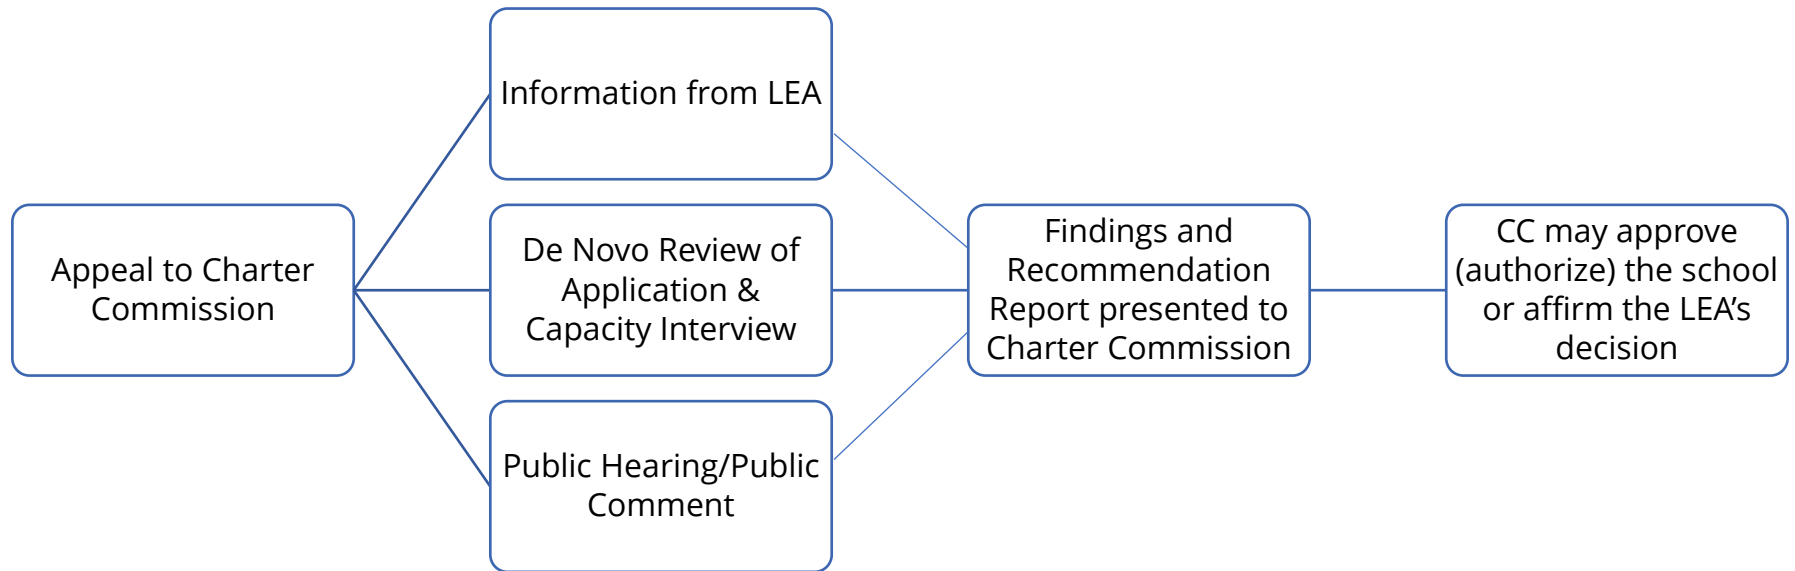 Appeal to Charter
Commission
Information from LEA
De Novo Review of
Application &
Capacity Interview
Public Hearing/Public
Comment
Findings and
Recommendation
Report presented to
Charter Commission
CC may approve
(authorize) the school
or affirm the LEA’s
decision